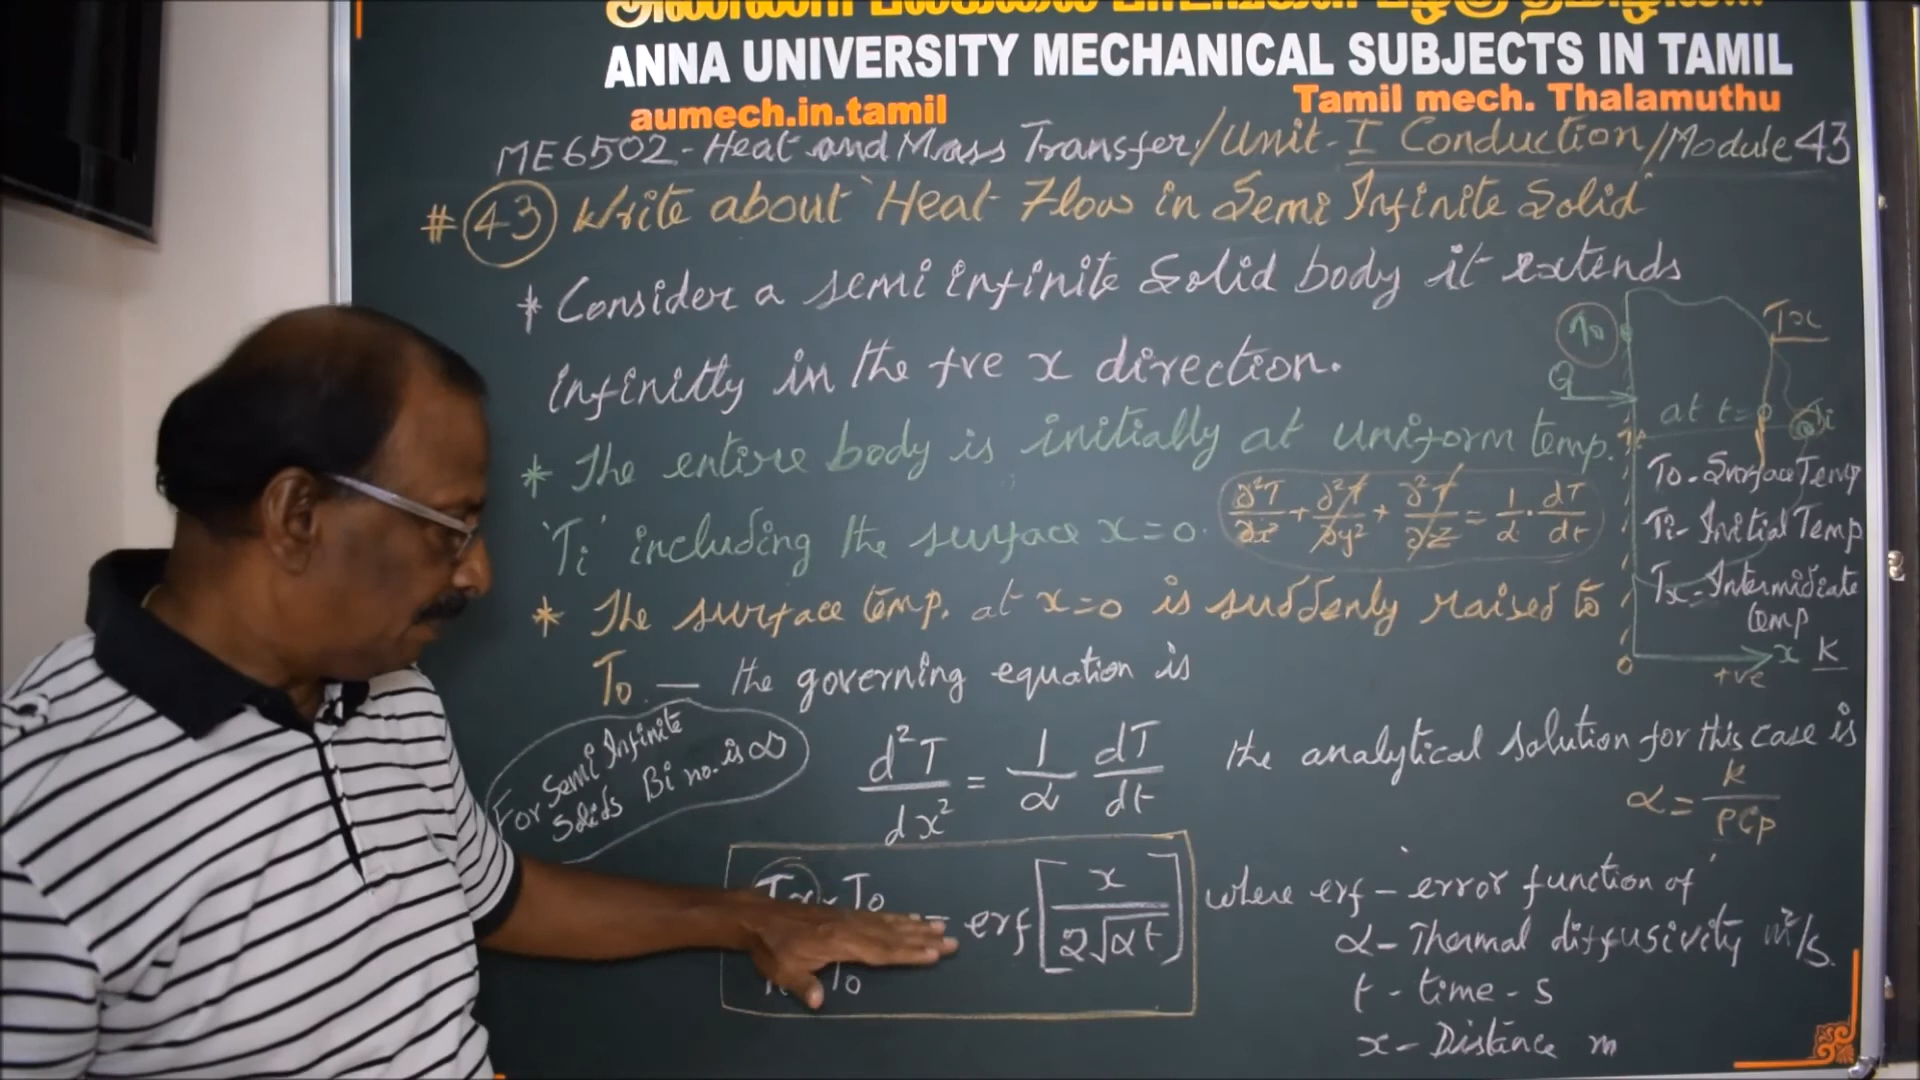 ANNA UNIVERSITY MECHANICAL SUBJECTS IN TAMIL
aumech.in.tamil
Tamil mech. Thalamuthu
ME6502-Heat and Mass Transfer/Unit-I Conduction/Module 43
# 43 Write about "Heat Flow in Semi Infinite Solid"
* Consider a semi infinite Solid body it extends
infinitly in the +ve x direction.
* The entire body is initially at uniform temp.
'Ti' including the surface x=0.
∂²T/∂x² + ∂²T/∂y² + ∂²T/∂z = 1/α . dT/dt
* The surface temp. at x=0 is suddenly raised to
To. — the governing equation is
For Semi Infinite
Solids Bi no. is ∞
d²T/dx² = 1/α dT/dt
the analytical solution for this case is
α = k/ρCp
Tx - To
To
= erf[x/2√αt]
where erf - error function of
α - Thermal diffusivity m²/s.
t - time - s
x - Distance m
To
Tx
Q
at t=0
Ti
To - Surface Temp
Ti - Initial Temp
Tx - Intermidiate
temp
0
x
K
+ve